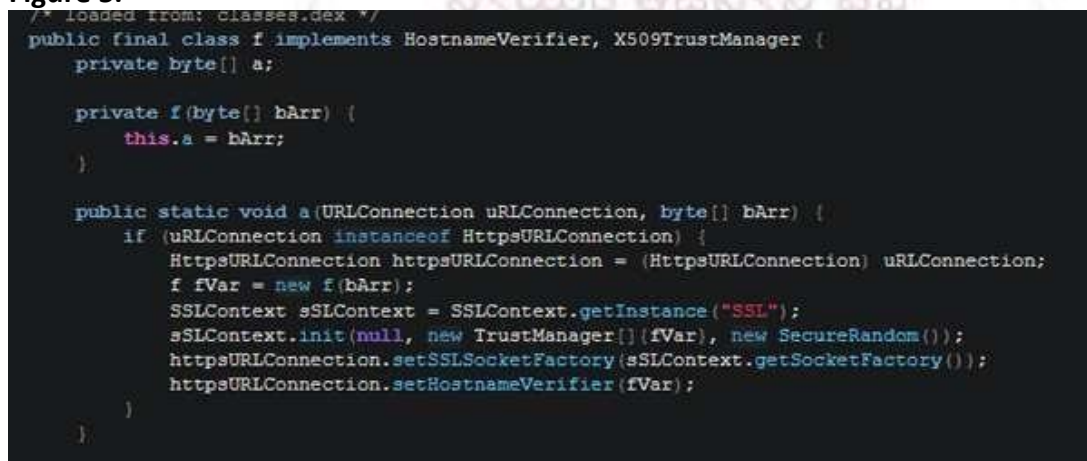 /* loaded from: classes.dex */
public final class f implements HostnameVerifier, X509TrustManager {
private byte[] a;
private f(byte[] bArr) {
this.a = bArr;
}
public static void a(URLConnection uRLConnection, byte[] bArr) {
if (uRLConnection instanceof HttpsURLConnection) {
HttpsURLConnection httpsURLConnection = (HttpsURLConnection) uRLConnection;
f fVar = new f(bArr);
SSLContext sSLContext = SSLContext.getInstance("SSL");
sSLContext.init(null, new TrustManager[]{fVar}, new SecureRandom());
httpsURLConnection.setSSLSocketFactory(sSLContext.getSocketFactory());
httpsURLConnection.setHostnameVerifier(fVar);
}
}